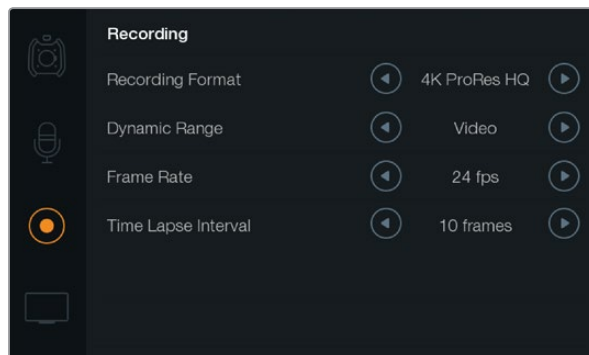 Recording
Recording Format 4K ProRes HQ
Dynamic Range Video
Frame Rate 24 fps
Time Lapse Interval 10 frames